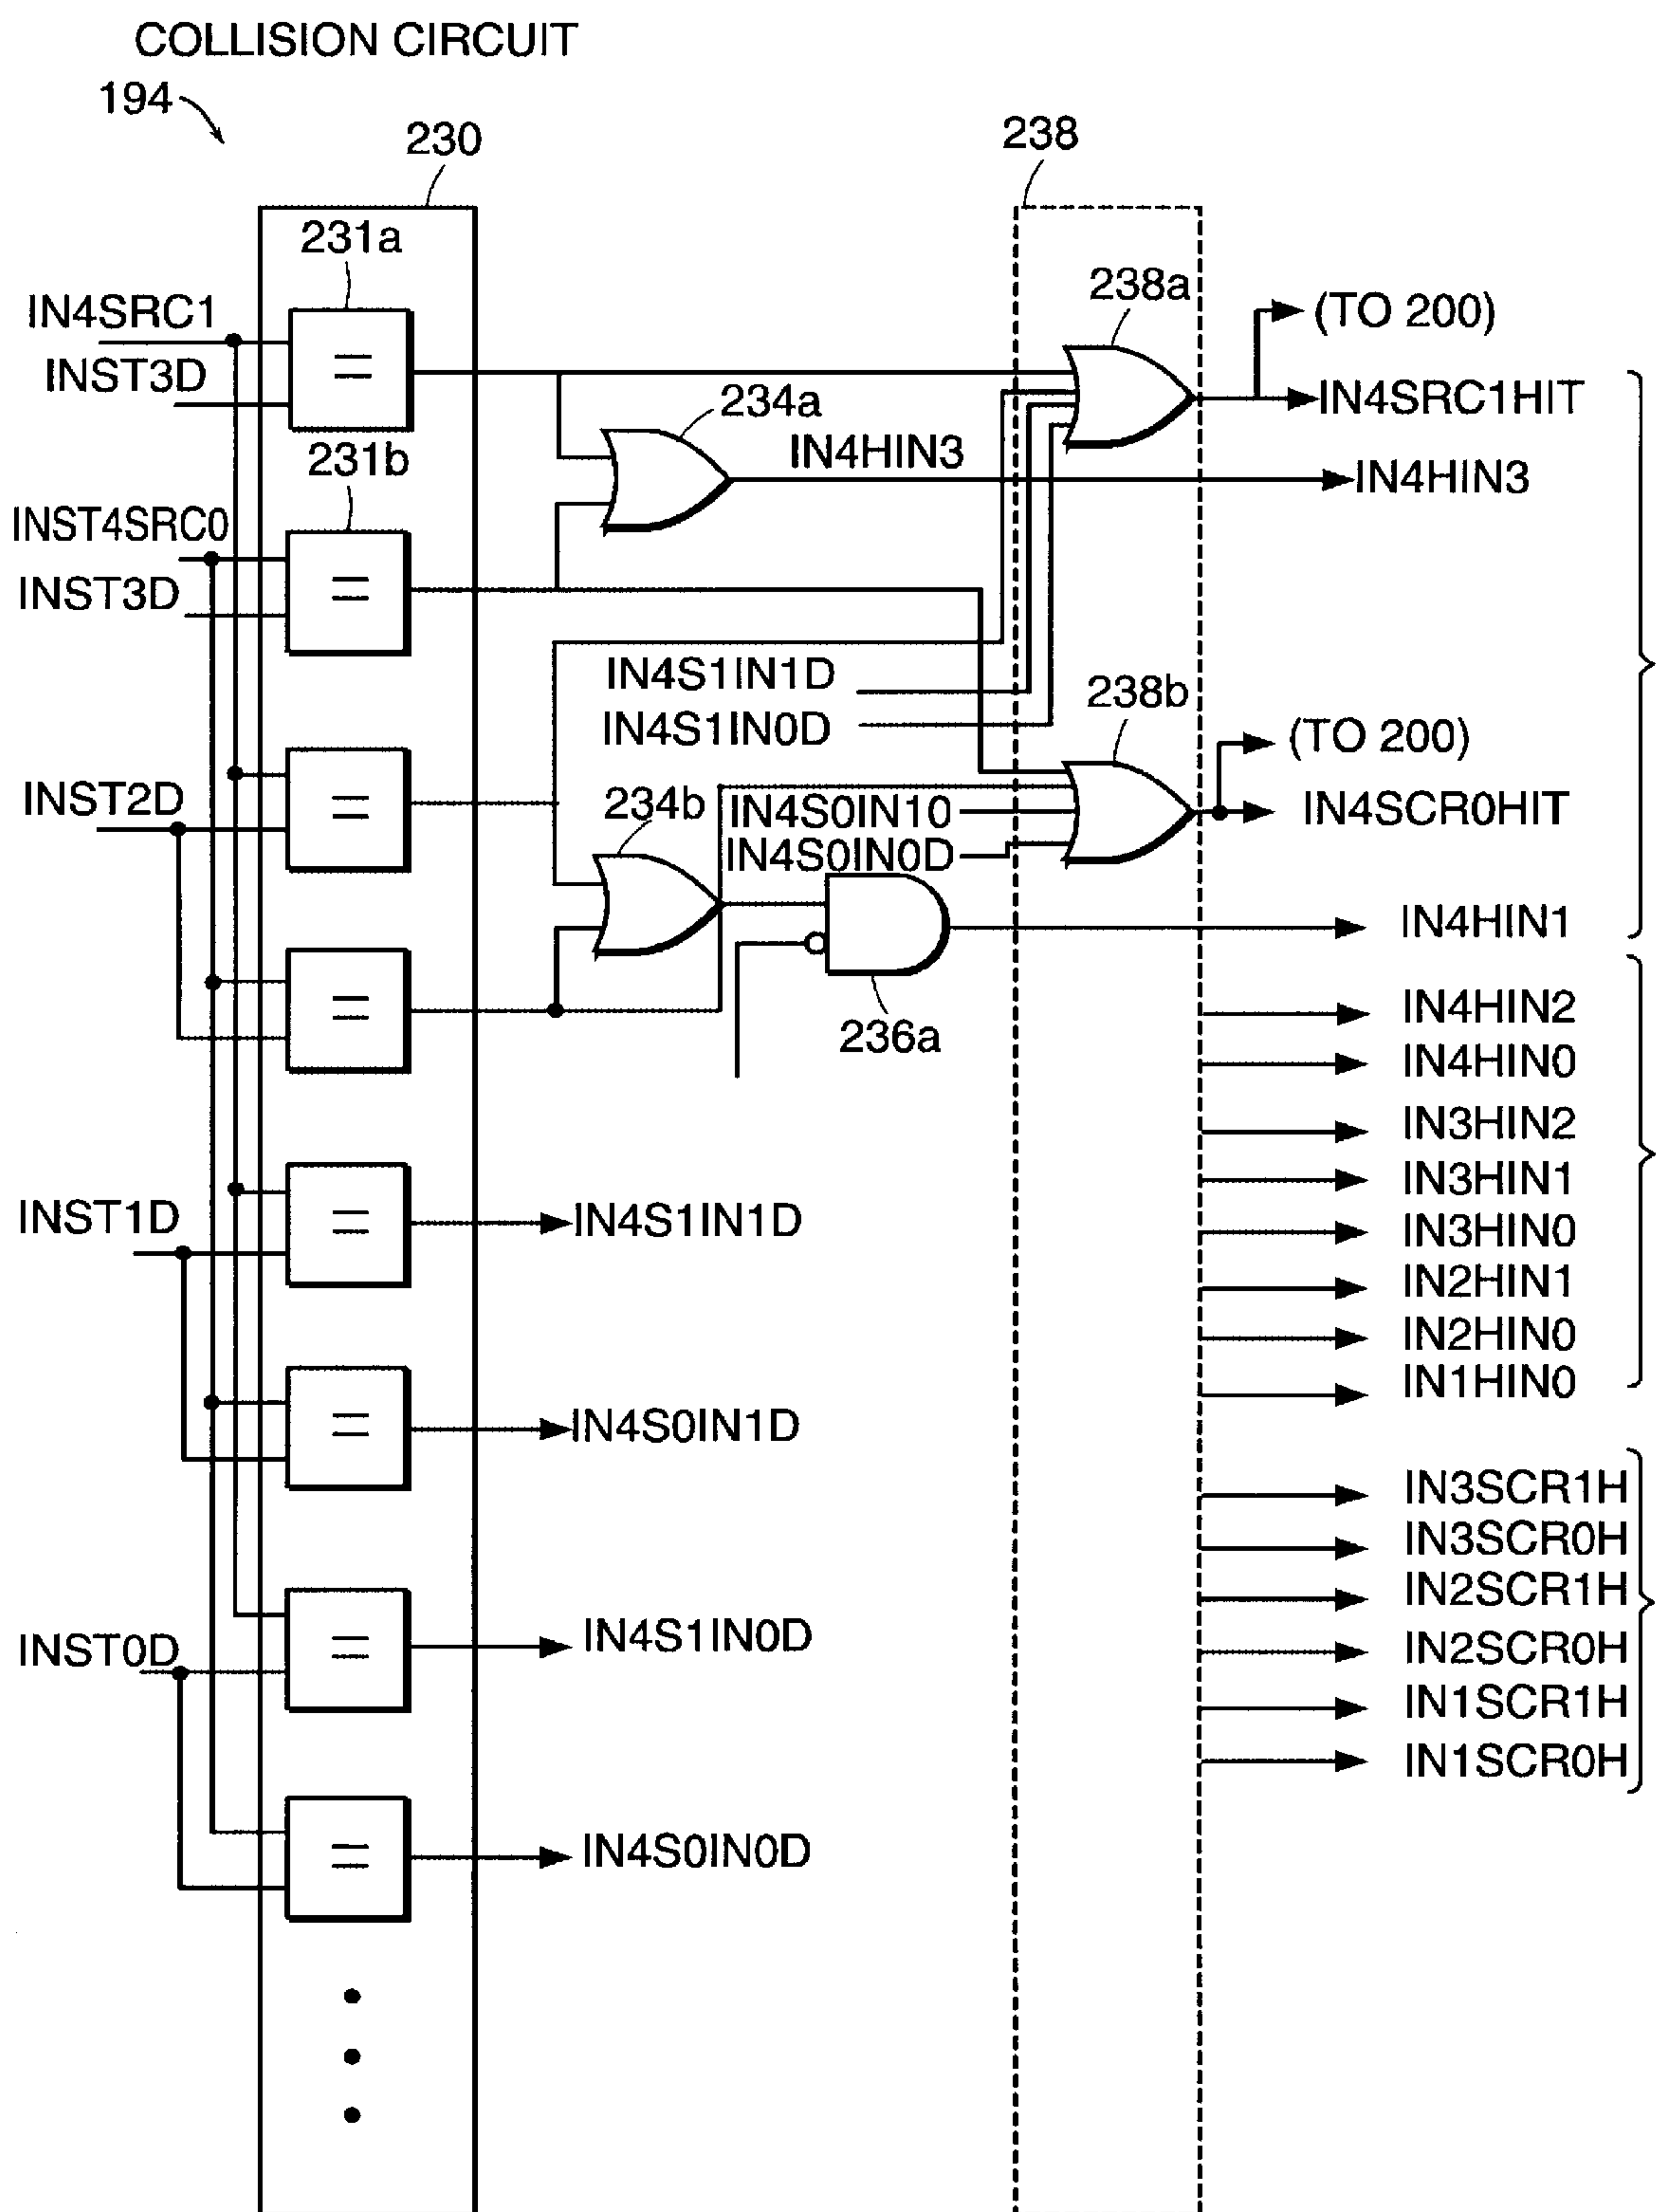 COLLISION CIRCUIT
194
230
238
231a
238a
IN4SRC1
(TO 200)
INST3D
234a
IN4SRC1HIT
231b
IN4HIN3
IN4HIN3
INST4SRC0
=
=
INST3D
IN4S1IN1D
238b
IN4S1IN0D
(TO 200)
INST2D
=
234b
IN4S0IN10
IN4SCR0HIT
IN4S0IN0D
IN4HIN1
=
236a
IN4HIN2
IN4HIN0
IN3HIN2
IN3HIN1
INST1D
=
IN4S1IN1D
IN3HIN0
IN2HIN1
IN2HIN0
IN1HIN0
=
IN4S0IN1D
IN3SCR1H
IN3SCR0H
IN2SCR1H
INST0D
=
IN4S1IN0D
IN2SCR0H
IN1SCR1H
IN1SCR0H
=
IN4S0IN0D